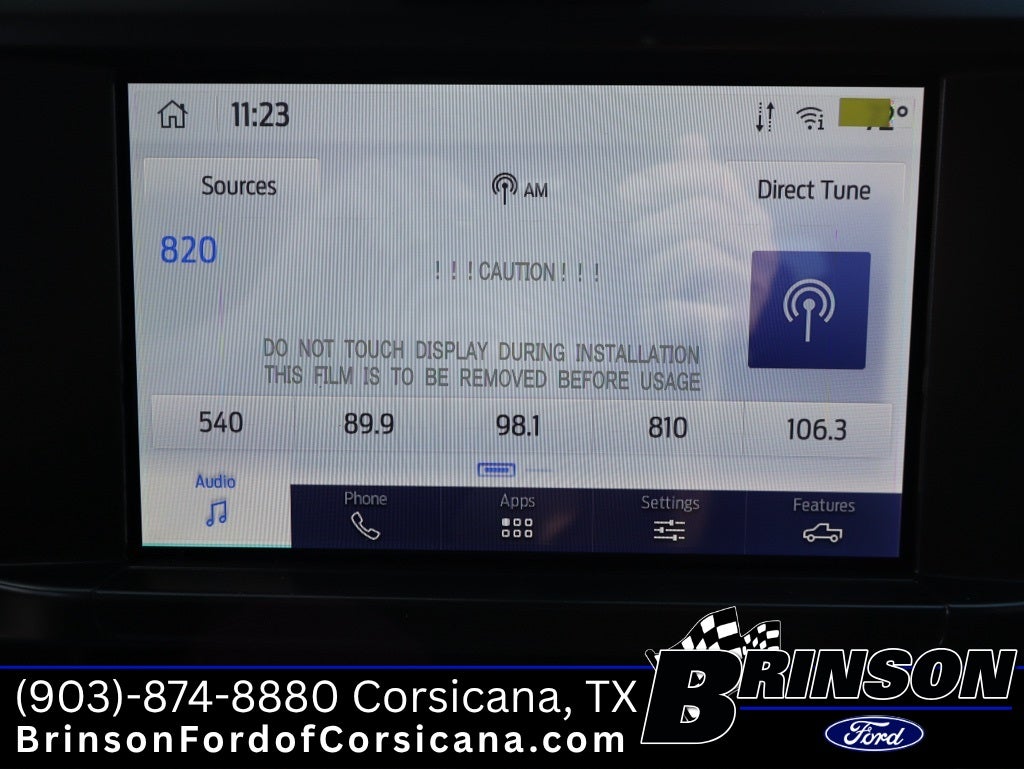 11:23
Sources
AM
Direct Tune
820
! ! ! CAUTION ! ! !
DO NOT TOUCH DISPLAY DURING INSTALLATION
THIS FILM IS TO BE REMOVED BEFORE USAGE
540 89.9 98.1 810 106.3
Audio Phone Apps Settings Features
(903)-874-8880 Corsicana, TX
BrinsonFordofCorsicana.com
BRINSON
Ford